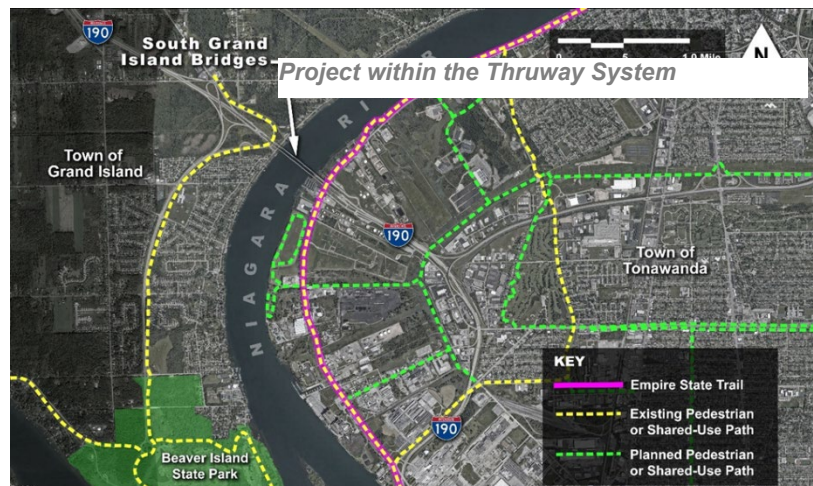 190
South Grand
Island Bridges
Project within the Thruway System
N
Town of
Grand Island
NIAGARA
R I
190
Town of
Tonawanda
KEY
Empire State Trail
Existing Pedestrian
or Shared-Use Path
Planned Pedestrian
or Shared-Use Path
190
Beaver Island
State Park